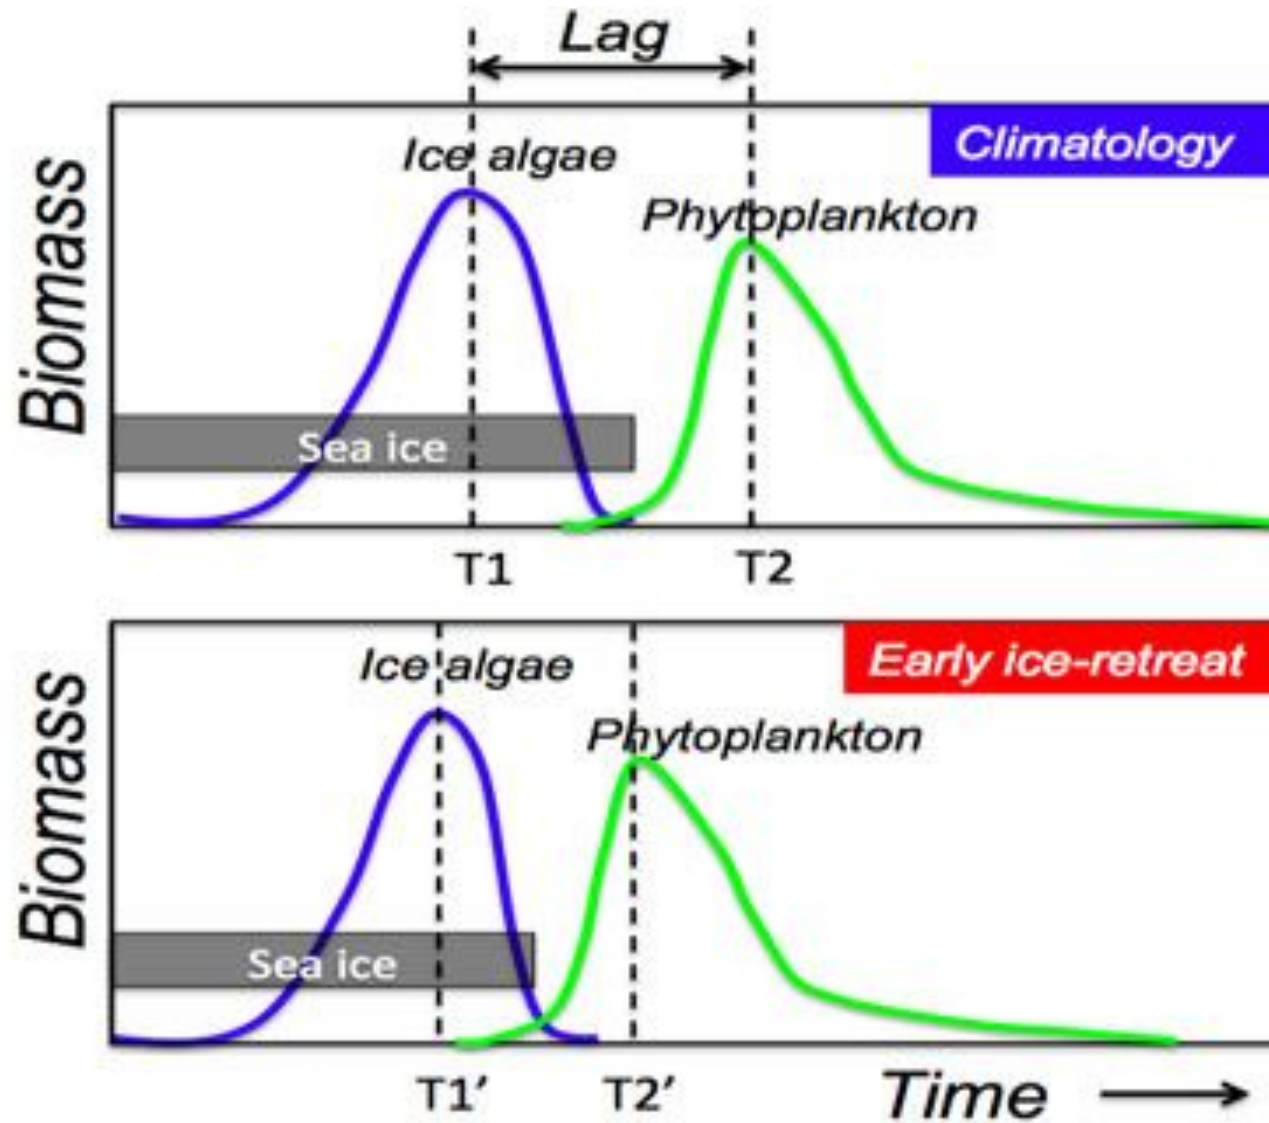 Lag
Climatology
Ice algae
Phytoplankton
Biomass
Sea ice
T1 T2
Early ice-retreat
Ice algae
Phytoplankton
Biomass
Sea ice
T1′ T2′ Time